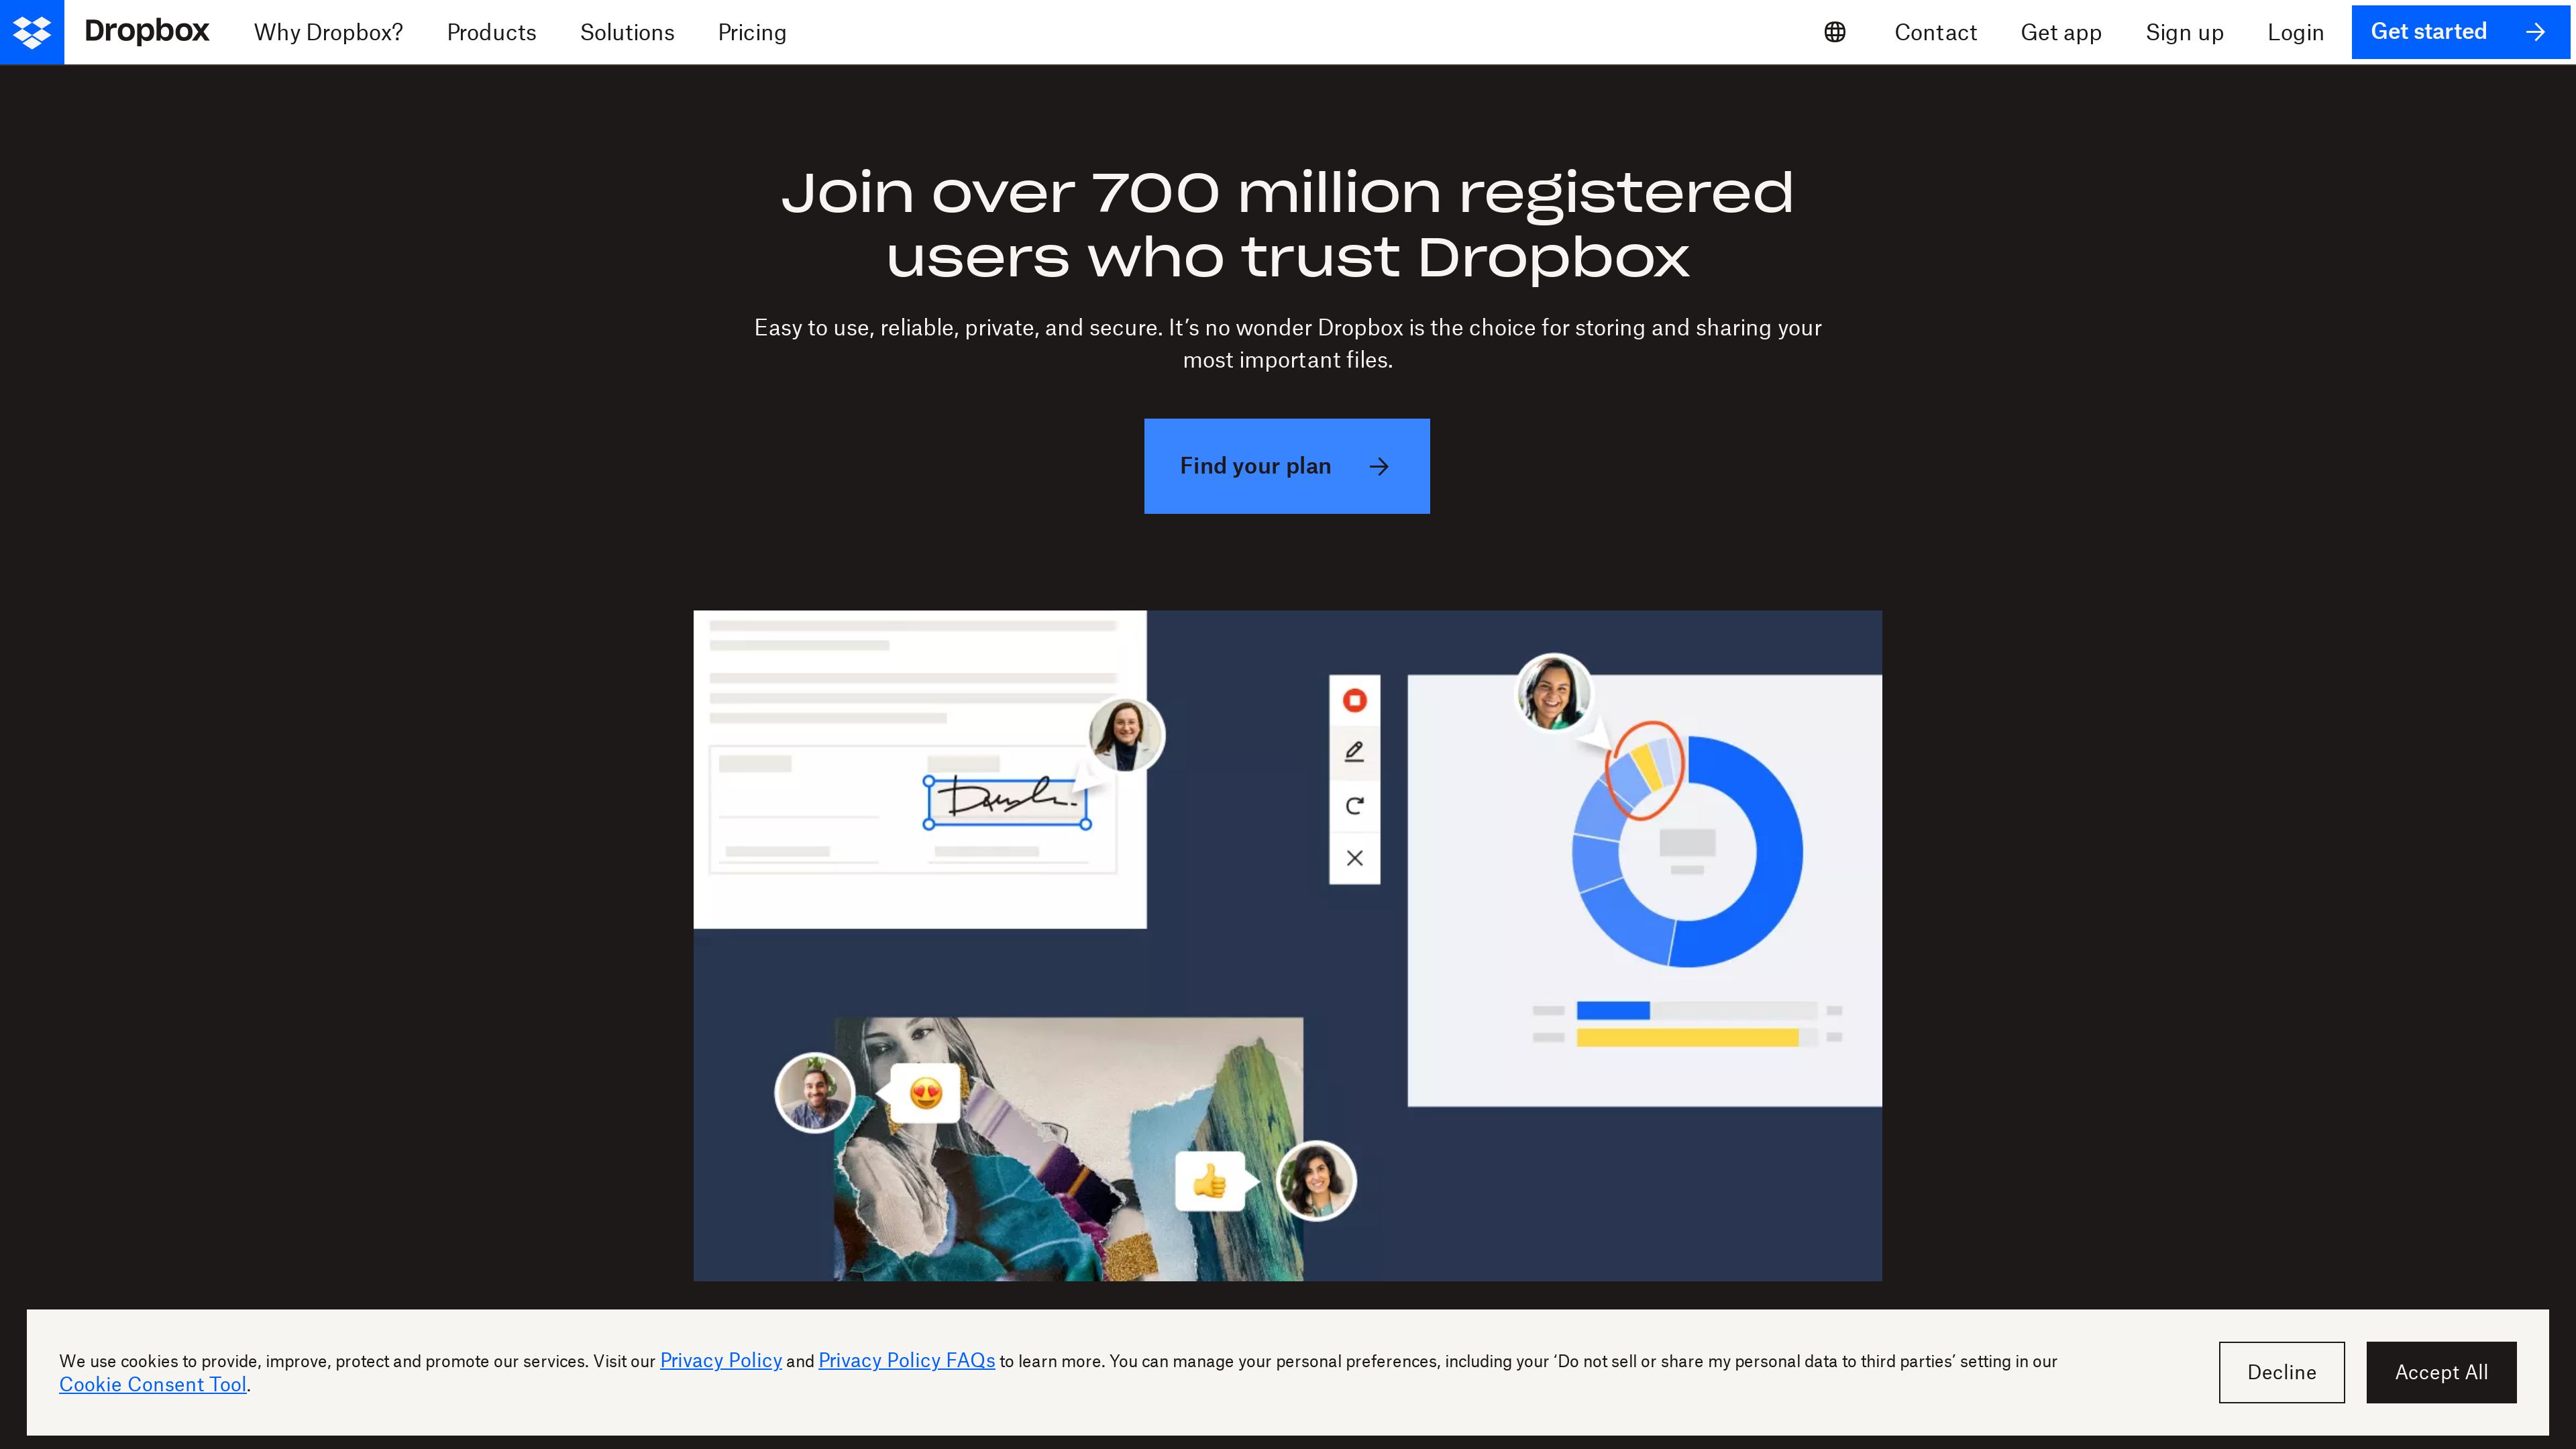 Dropbox
Why Dropbox?
Products
Solutions
Pricing
Contact
Get app
Sign up
Login
Get started
Join over 700 million registered
users who trust Dropbox
Easy to use, reliable, private, and secure. It’s no wonder Dropbox is the choice for storing and sharing your
most important files.
Find your plan
We use cookies to provide, improve, protect and promote our services. Visit our Privacy Policy and Privacy Policy FAQs to learn more. You can manage your personal preferences, including your ‘Do not sell or share my personal data to third parties’ setting in our
Cookie Consent Tool.
Decline
Accept All